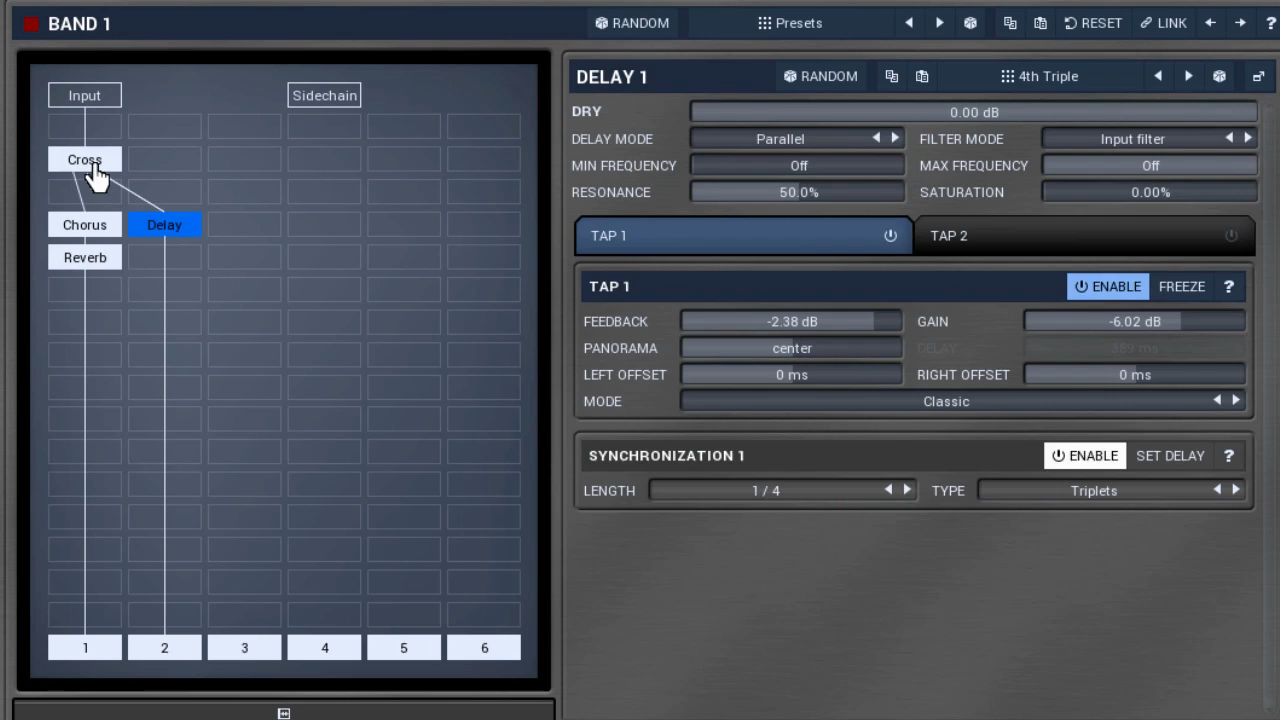 BAND 1 RANDOM Presets RESET LINK ?
Input Sidechain
Cross
Chorus Delay
Reverb
1 2 3 4 5 6
DELAY 1 RANDOM 4th Triple
DRY 0.00 dB
DELAY MODE Parallel FILTER MODE Input filter
MIN FREQUENCY Off MAX FREQUENCY Off
RESONANCE 50.0% SATURATION 0.00%
TAP 1 TAP 2
TAP 1 ENABLE FREEZE ?
FEEDBACK -2.38 dB GAIN -6.02 dB
PANORAMA center DELAY 389 ms
LEFT OFFSET 0 ms RIGHT OFFSET 0 ms
MODE Classic
SYNCHRONIZATION 1 ENABLE SET DELAY ?
LENGTH 1 / 4 TYPE Triplets